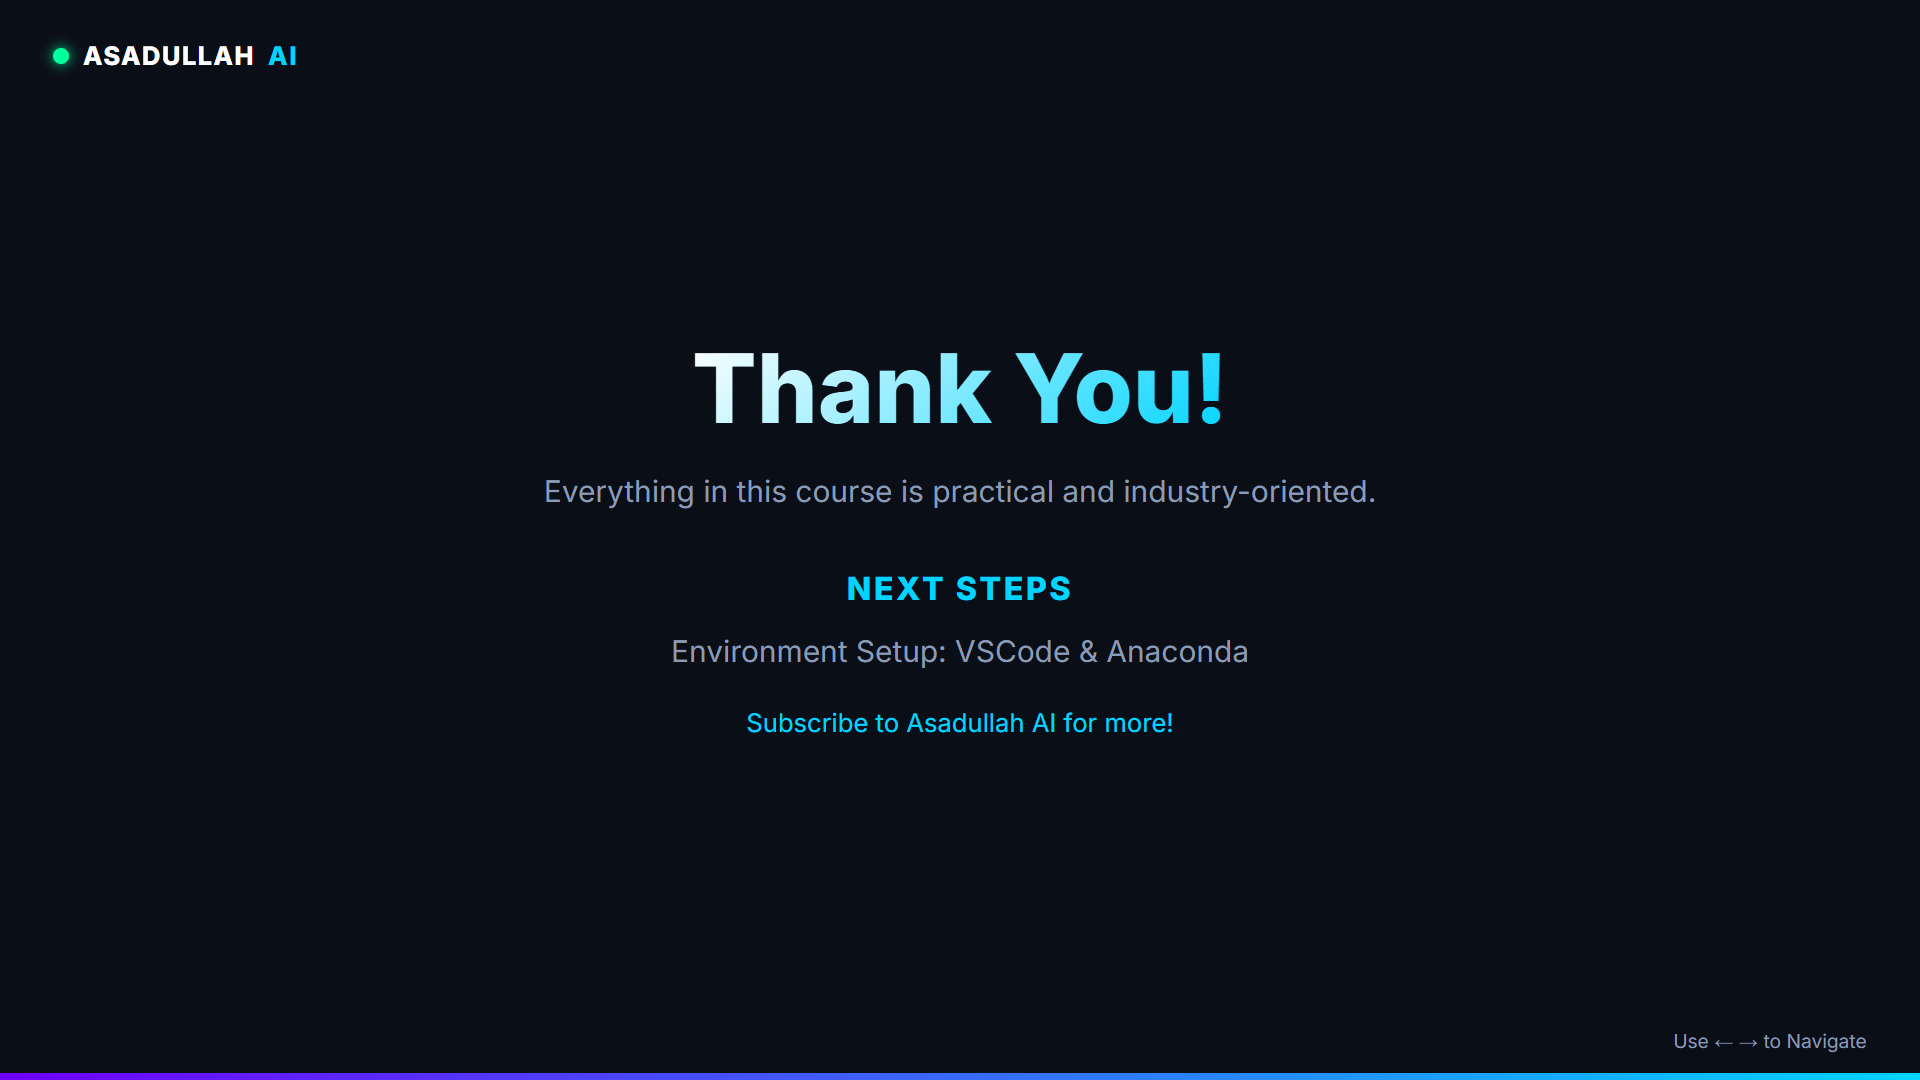 ASADULLAH AI
Thank You!
Everything in this course is practical and industry-oriented.
NEXT STEPS
Environment Setup: VSCode & Anaconda
Subscribe to Asadullah AI for more!
Use ← → to Navigate